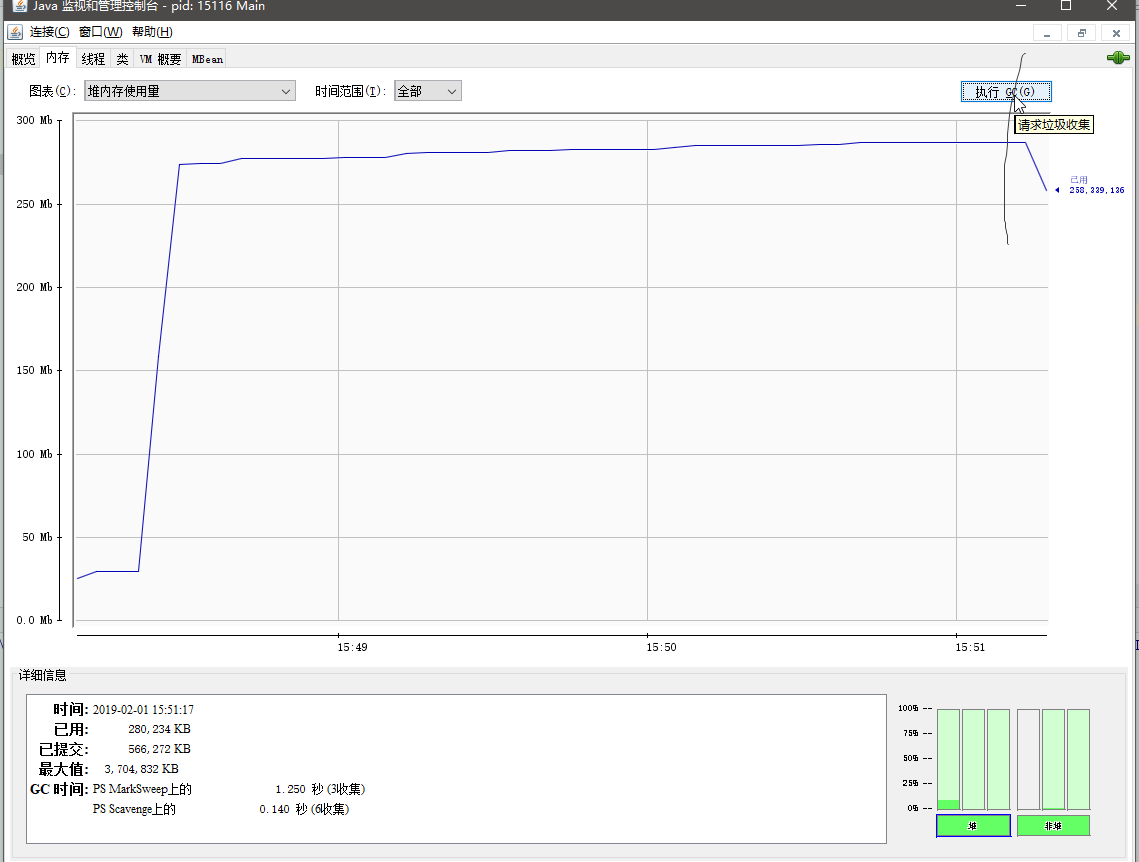 Java 监视和管理控制台 - pid: 15116 Main
连接(C) 窗口(W) 帮助(H)
概览 内存 线程 类 VM 概要 MBean
图表(C): 堆内存使用量 时间范围(T): 全部 执行 GC(G)
请求垃圾收集
300 Mb
已用
258,339,136
250 Mb
200 Mb
150 Mb
100 Mb
50 Mb
0.0 Mb
15:49 15:50 15:51
详细信息
时间: 2019-02-01 15:51:17
已用: 280,234 KB
已提交: 566,272 KB
最大值: 3,704,832 KB
GC 时间: PS MarkSweep上的 1.250 秒 (3收集)
PS Scavenge上的 0.140 秒 (6收集)
100% --
75% --
50% --
25% --
0% --
堆 非堆